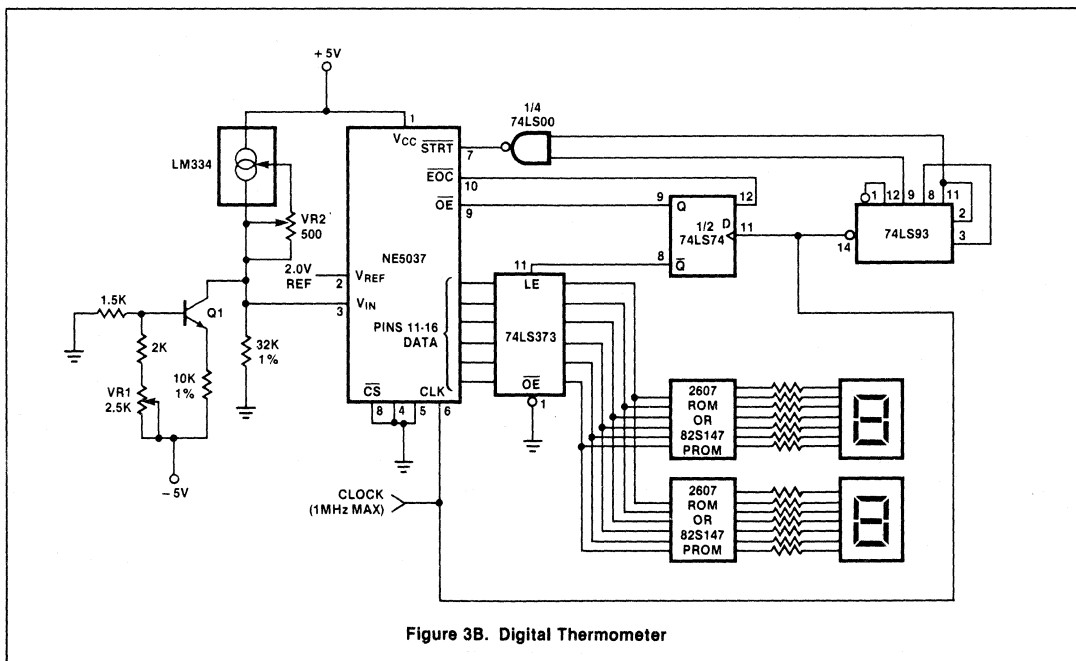 +5V
LM334
VR2
500
1
VCC
STRT
7
EOC
10
OE
9
NE5037
2.0V
REF
VREF
2
VIN
3
PINS 11-16
DATA
CS
CLK
8
4
5
6
1.5K
Q1
2K
VR1
2.5K
10K
1%
32K
1%
-5V
CLOCK
(1MHz MAX)
1/4
74LS00
9
Q
12
D
1/2
74LS74
11
8
Q
1
12
9
8
11
2
3
14
74LS93
11
LE
74LS373
OE
1
2607
ROM
OR
82S147
PROM
2607
ROM
OR
82S147
PROM
Figure 3B. Digital Thermometer